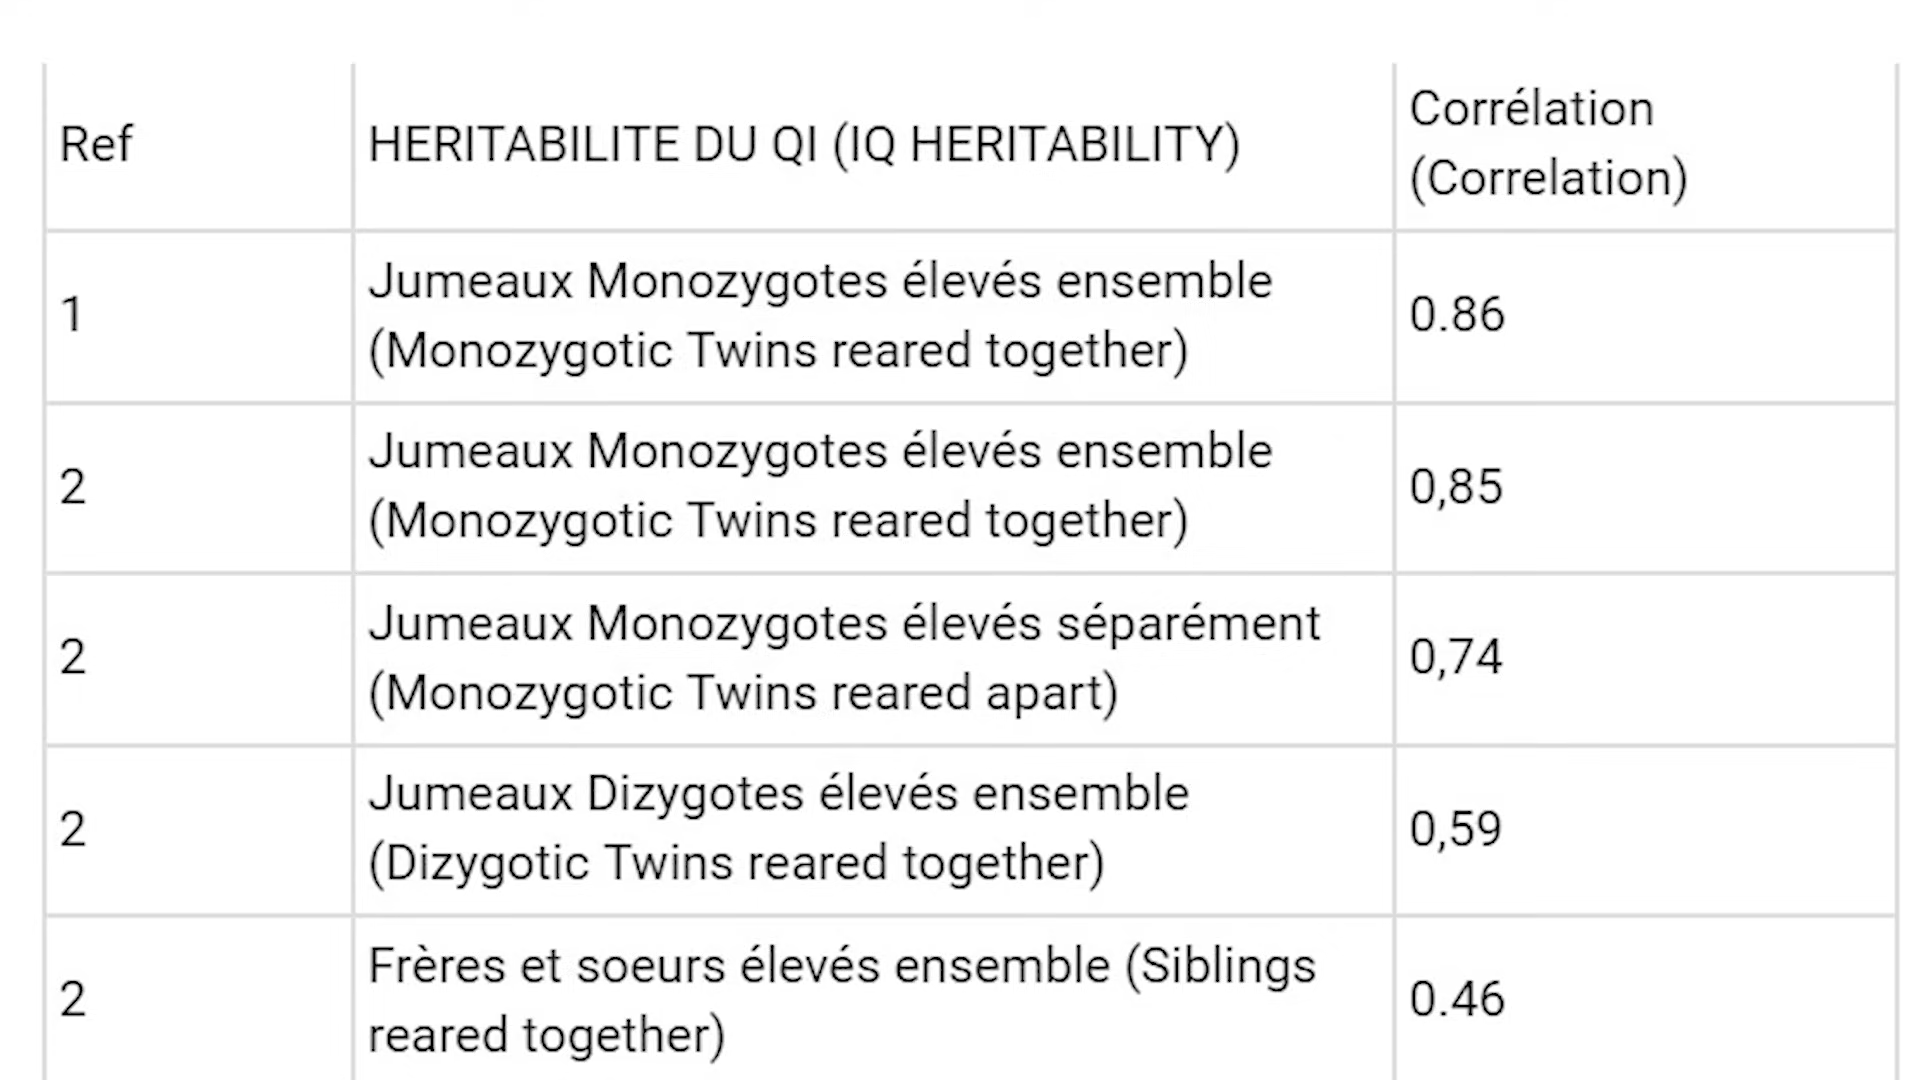 Ref
HERITABILITE DU QI (IQ HERITABILITY)
Corrélation
(Correlation)
1
Jumeaux Monozygotes élevés ensemble
(Monozygotic Twins reared together)
0.86
2
Jumeaux Monozygotes élevés ensemble
(Monozygotic Twins reared together)
0,85
2
Jumeaux Monozygotes élevés séparément
(Monozygotic Twins reared apart)
0,74
2
Jumeaux Dizygotes élevés ensemble
(Dizygotic Twins reared together)
0,59
2
Frères et soeurs élevés ensemble (Siblings
reared together)
0.46